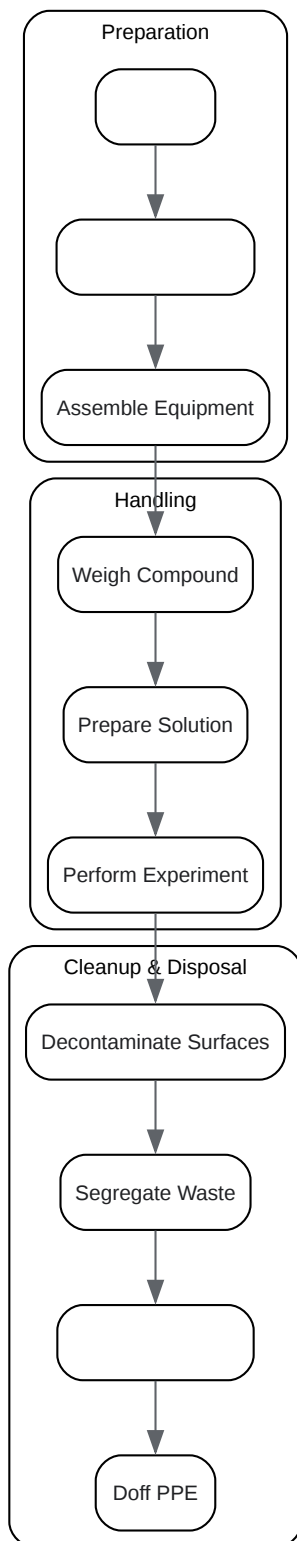 Preparation
Assemble Equipment
Handling
Weigh Compound
Prepare Solution
Perform Experiment
Cleanup & Disposal
Decontaminate Surfaces
Segregate Waste
Doff PPE